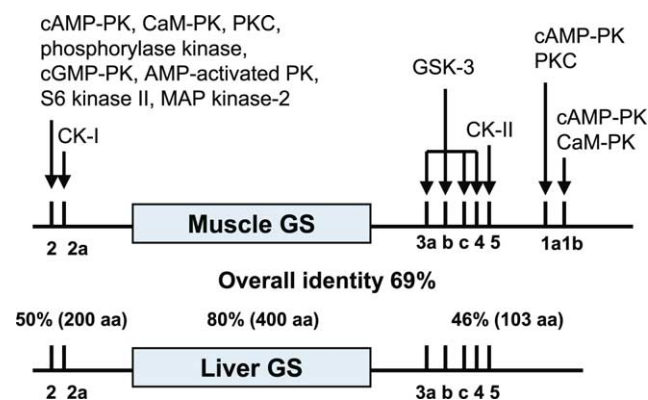 cAMP-PK, CaM-PK, PKC,
phosphorylase kinase,
cGMP-PK, AMP-activated PK,
S6 kinase II, MAP kinase-2
CK-I
GSK-3
CK-II
cAMP-PK
PKC
cAMP-PK
CaM-PK
Muscle GS
2 2a
3a b c 4 5
1a1b
Overall identity 69%
50% (200 aa) 80% (400 aa) 46% (103 aa)
Liver GS
2 2a
3a b c 4 5